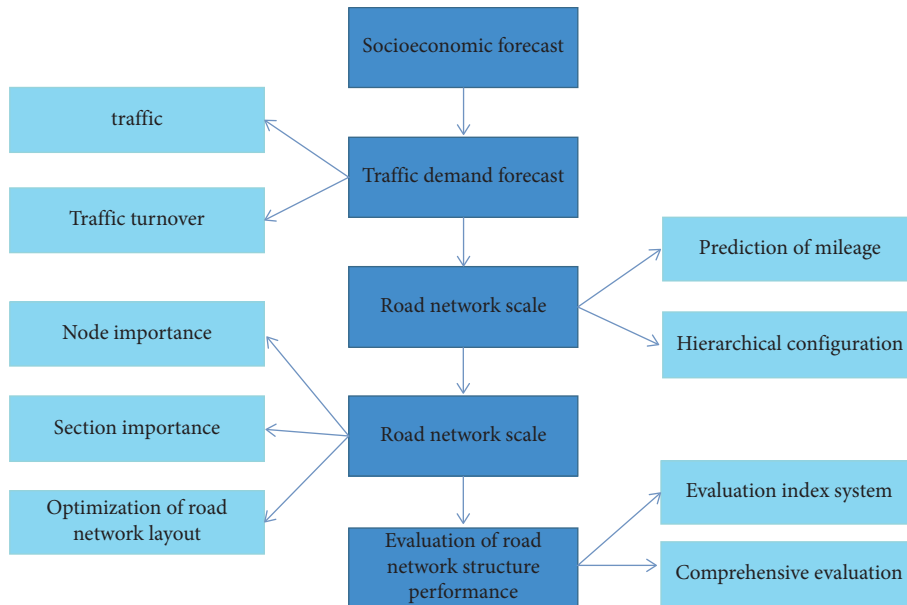 Socioeconomic forecast
traffic
Traffic demand forecast
Traffic turnover
Prediction of mileage
Road network scale
Node importance
Hierarchical configuration
Section importance
Road network scale
Evaluation index system
Optimization of road
network layout
Evaluation of road
network structure
performance
Comprehensive evaluation